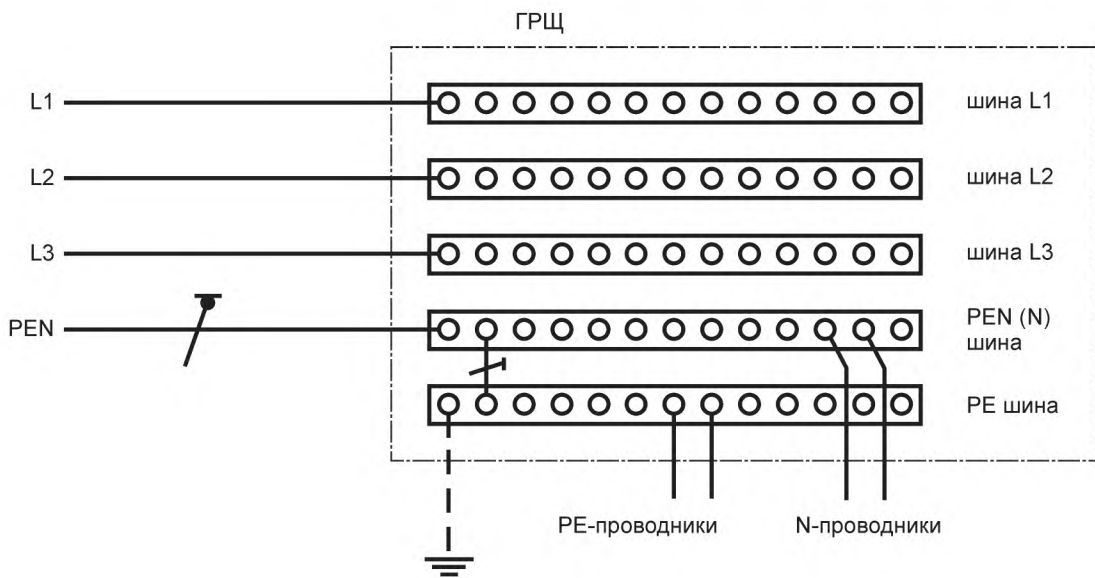 ГРЩ
L1
шина L1
L2
шина L2
L3
шина L3
PEN
PEN (N)
шина
PE шина
PE-проводники
N-проводники